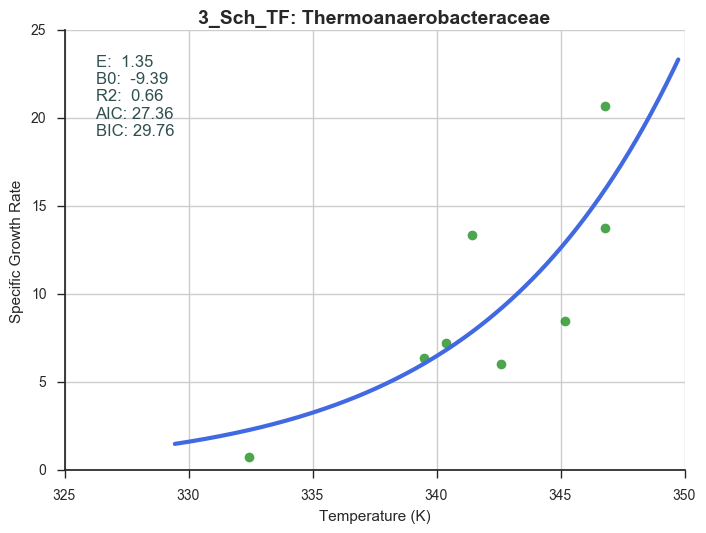 3_Sch_TF: Thermoanaerobacteraceae
E:  1.35
B0:  -9.39
R2:  0.66
AIC: 27.36
BIC: 29.76
Specific Growth Rate
25
20
15
10
5
0
325 330 335 340 345 350
Temperature (K)